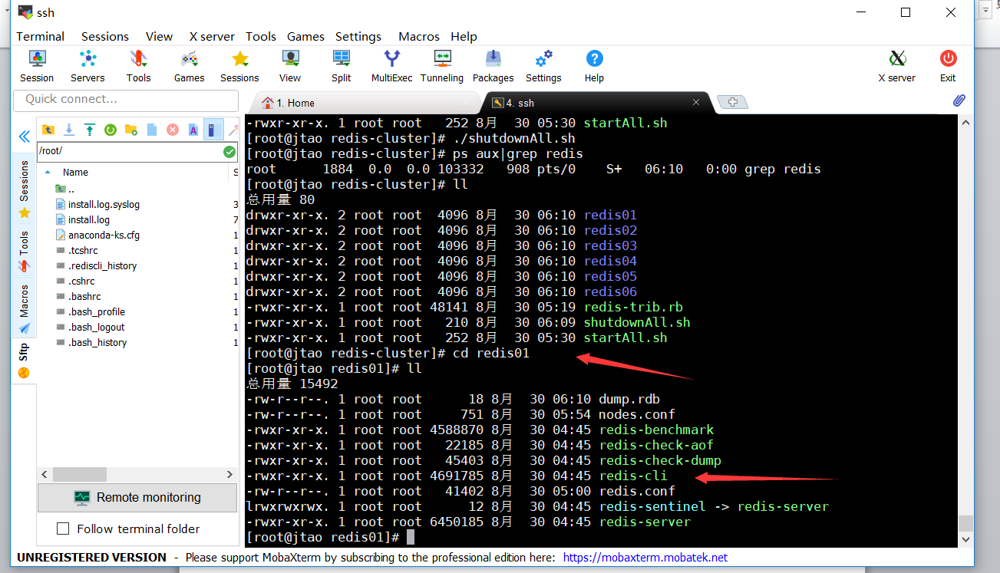 ssh
Terminal Sessions View X server Tools Games Settings Macros Help
Session Servers Tools Games Sessions View Split MultiExec Tunneling Packages Settings Help X server Exit
Quick connect...
1. Home
4. ssh
/root/
Name S
..
install.log.syslog 3
install.log 7
anaconda-ks.cfg 1
.tcshrc 1
.rediscli_history 1
.cshrc 1
.bashrc 1
.bash_profile 1
.bash_logout 1
.bash_history 1
Sessions
Tools
Macros
Sftp
Remote monitoring
Follow terminal folder
-rwxr-xr-x. 1 root root   252 8月  30 05:30 startAll.sh
[root@jtao redis-cluster]# ./shutdownAll.sh
[root@jtao redis-cluster]# ps aux|grep redis
root      1884  0.0  0.0 103332   908 pts/0    S+   06:10   0:00 grep redis
[root@jtao redis-cluster]# ll
总用量 80
drwxr-xr-x. 2 root root  4096 8月  30 06:10 redis01
drwxr-xr-x. 2 root root  4096 8月  30 06:10 redis02
drwxr-xr-x. 2 root root  4096 8月  30 06:10 redis03
drwxr-xr-x. 2 root root  4096 8月  30 06:10 redis04
drwxr-xr-x. 2 root root  4096 8月  30 06:10 redis05
drwxr-xr-x. 2 root root  4096 8月  30 06:10 redis06
-rwxr-xr-x. 1 root root 48141 8月  30 05:19 redis-trib.rb
-rwxr-xr-x. 1 root root   210 8月  30 06:09 shutdownAll.sh
-rwxr-xr-x. 1 root root   252 8月  30 05:30 startAll.sh
[root@jtao redis-cluster]# cd redis01
[root@jtao redis01]# ll
总用量 15492
-rw-r--r--. 1 root root      18 8月  30 06:10 dump.rdb
-rw-r--r--. 1 root root     751 8月  30 05:54 nodes.conf
-rwxr-xr-x. 1 root root 4588870 8月  30 04:45 redis-benchmark
-rwxr-xr-x. 1 root root   22185 8月  30 04:45 redis-check-aof
-rwxr-xr-x. 1 root root   45403 8月  30 04:45 redis-check-dump
-rwxr-xr-x. 1 root root 4691785 8月  30 04:45 redis-cli
-rw-r--r--. 1 root root   41402 8月  30 05:00 redis.conf
lrwxrwxrwx. 1 root root      12 8月  30 04:45 redis-sentinel -> redis-server
-rwxr-xr-x. 1 root root 6450185 8月  30 04:45 redis-server
[root@jtao redis01]#
UNREGISTERED VERSION - Please support MobaXterm by subscribing to the professional edition here: https://mobaxterm.mobatek.net